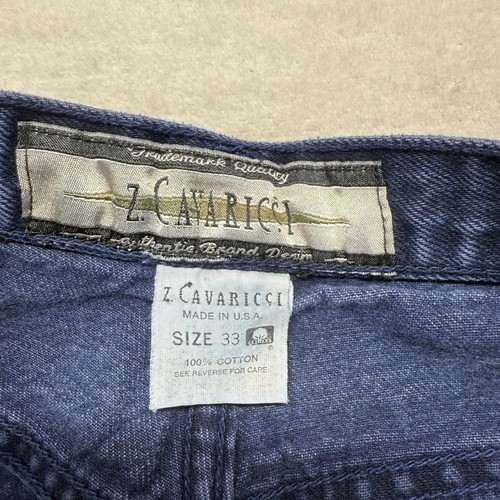 Trademark Quality
Z. CAVARICCI
Authentic Brand Denim
Z. CAVARICCI
MADE IN U.S.A.
SIZE 33
®
100% COTTON
SEE REVERSE FOR CARE